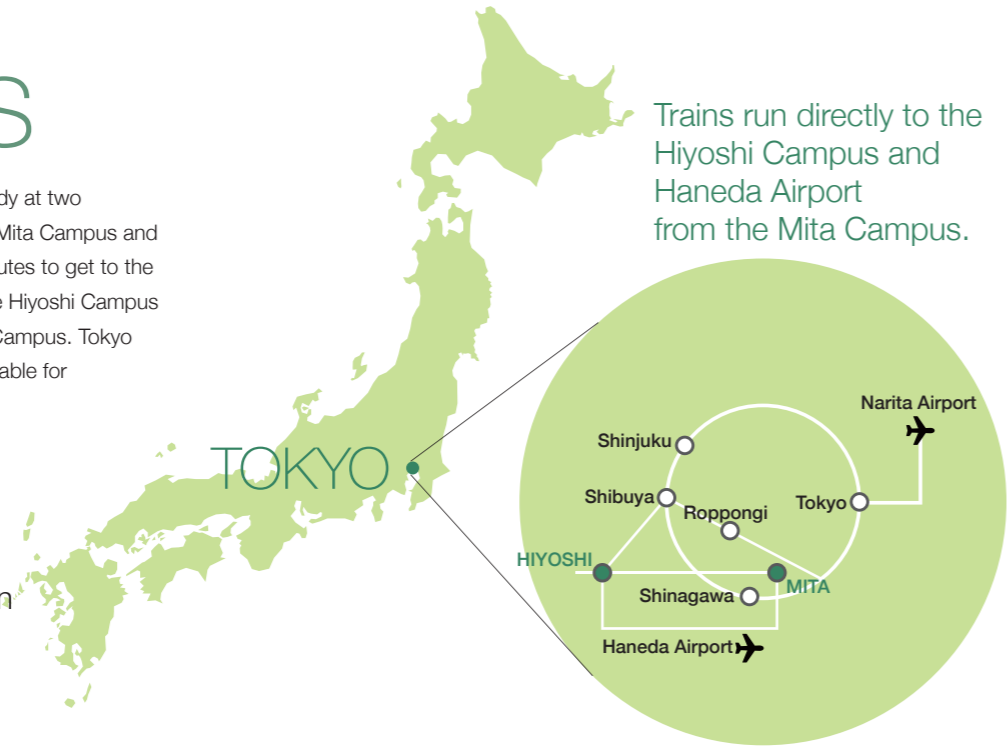 S
dy at two
Mita Campus and
utes to get to the
e Hiyoshi Campus
Campus. Tokyo
able for
n
TOKYO
Trains run directly to the
Hiyoshi Campus and
Haneda Airport
from the Mita Campus.
Narita Airport
Shinjuku
Shibuya
Roppongi
Tokyo
HIYOSHI
MITA
Shinagawa
Haneda Airport